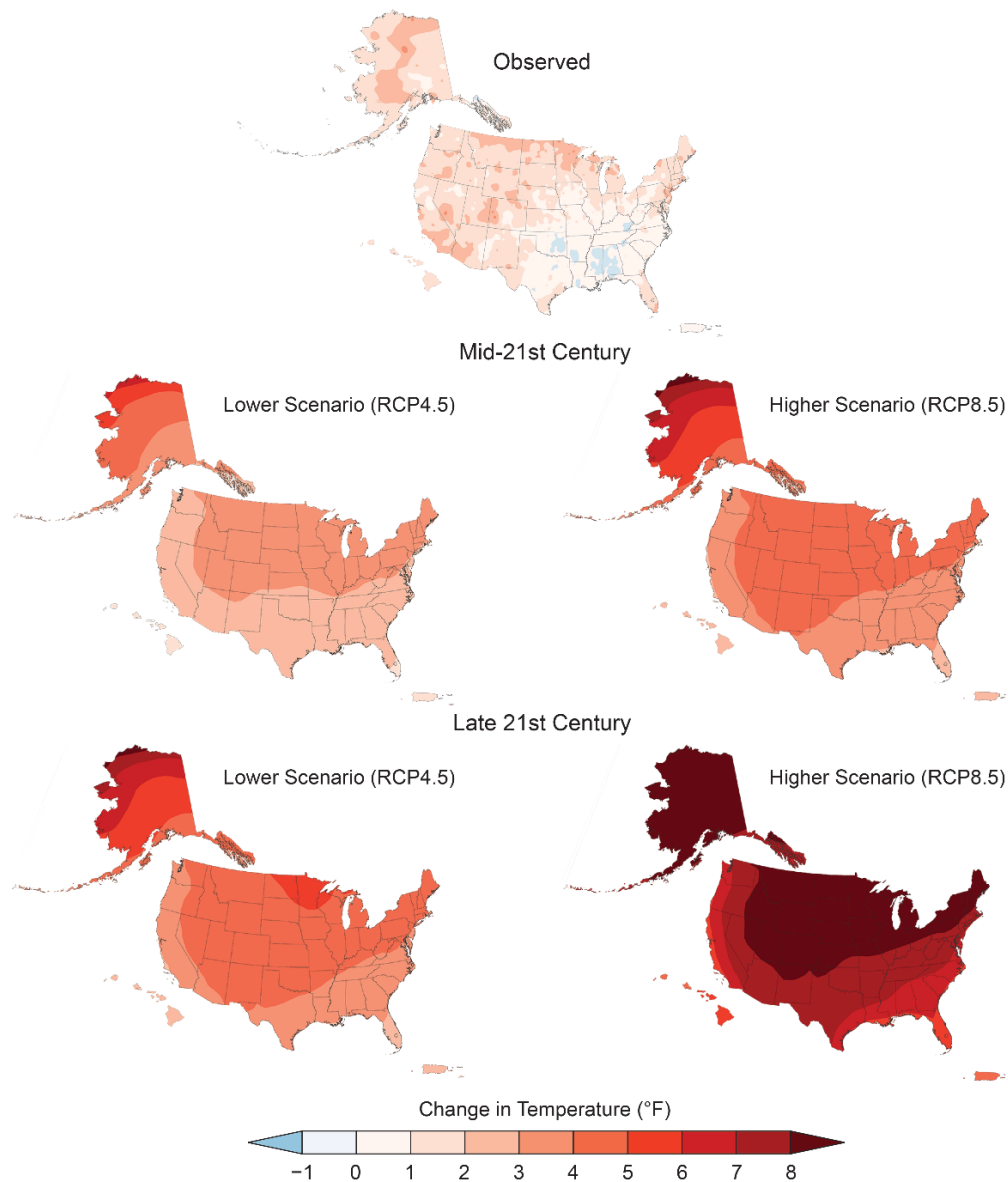 Observed
Mid-21st Century
Lower Scenario (RCP4.5)
Higher Scenario (RCP8.5)
Late 21st Century
Lower Scenario (RCP4.5)
Higher Scenario (RCP8.5)
Change in Temperature (°F)
−1 0 1 2 3 4 5 6 7 8